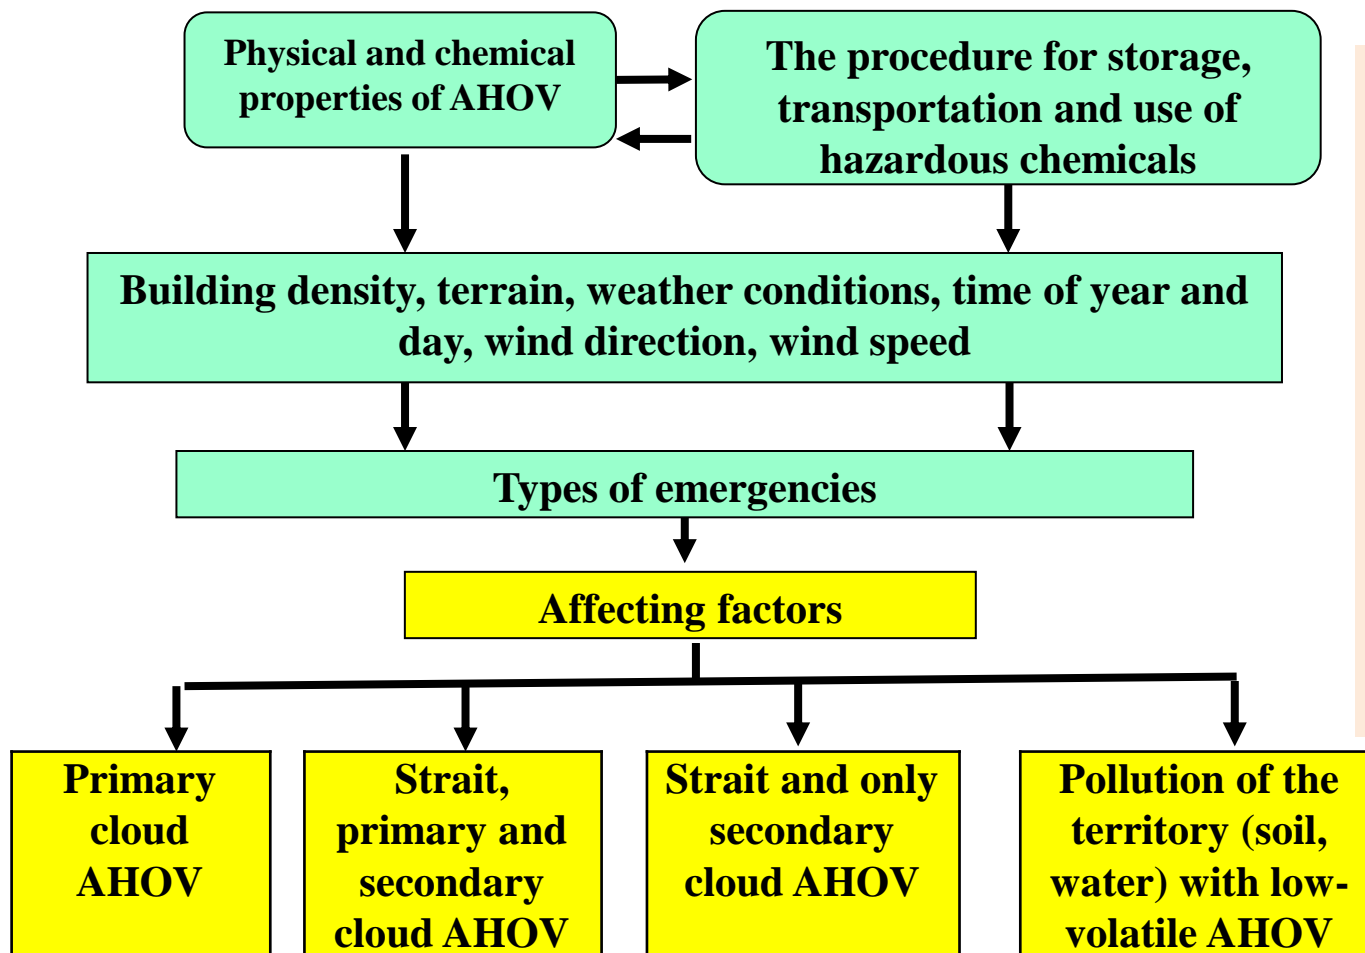 Physical and chemical
properties of AHOV
The procedure for storage,
transportation and use of
hazardous chemicals
Building density, terrain, weather conditions, time of year and
day, wind direction, wind speed
Types of emergencies
Affecting factors
Primary
cloud
AHOV
Strait,
primary and
secondary
cloud AHOV
Strait and only
secondary
cloud AHOV
Pollution of the
territory (soil,
water) with low-
volatile AHOV